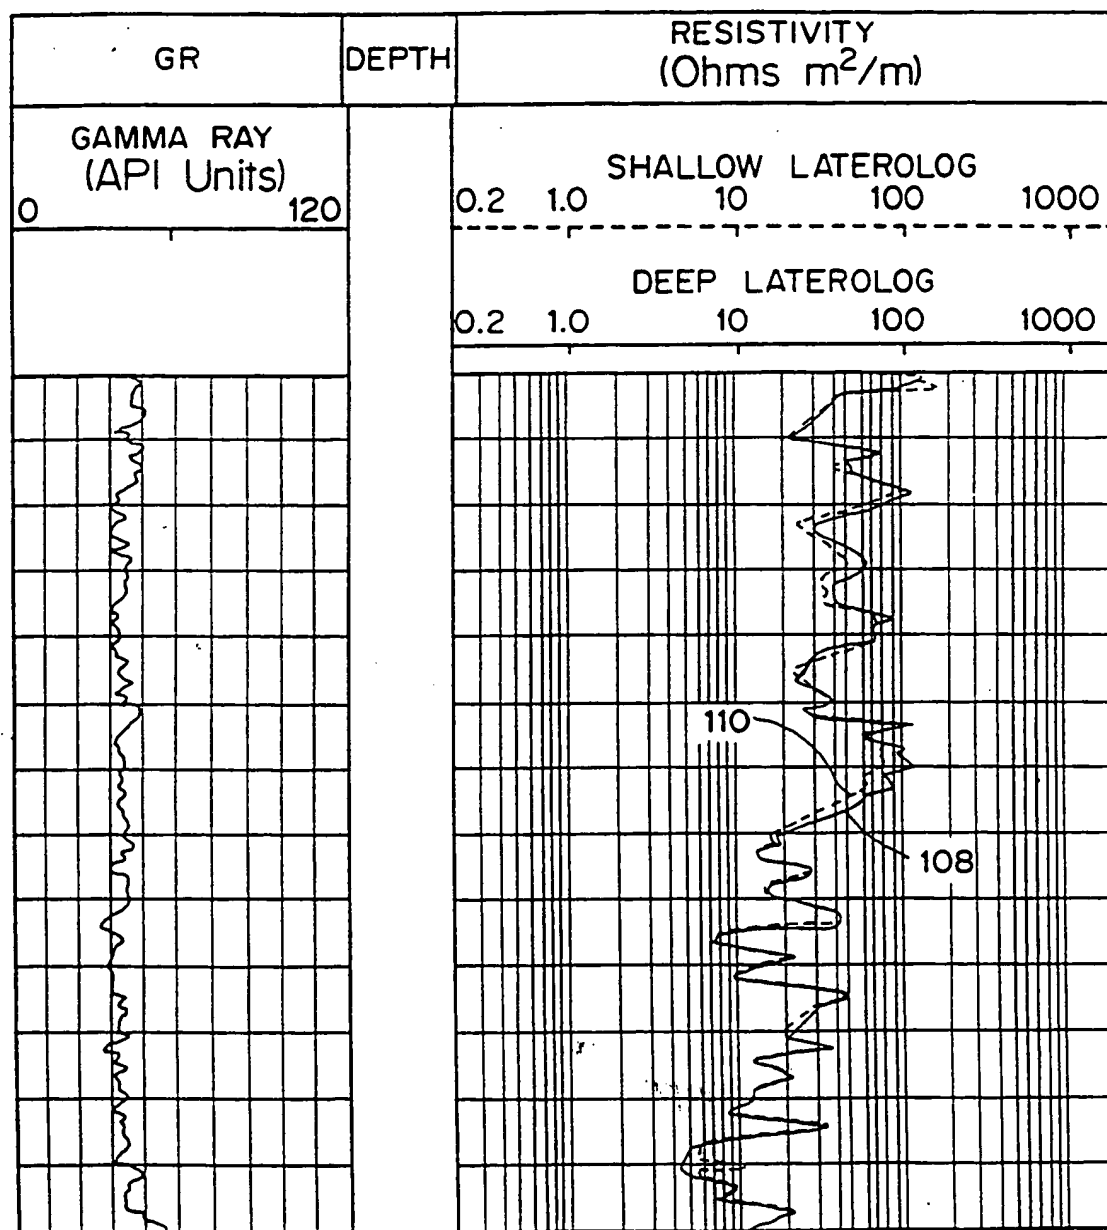 GR DEPTH RESISTIVITY
(Ohms m²/m)
GAMMA RAY
(API Units)
0 120
SHALLOW LATEROLOG
0.2 1.0 10 100 1000
DEEP LATEROLOG
0.2 1.0 10 100 1000
110
108